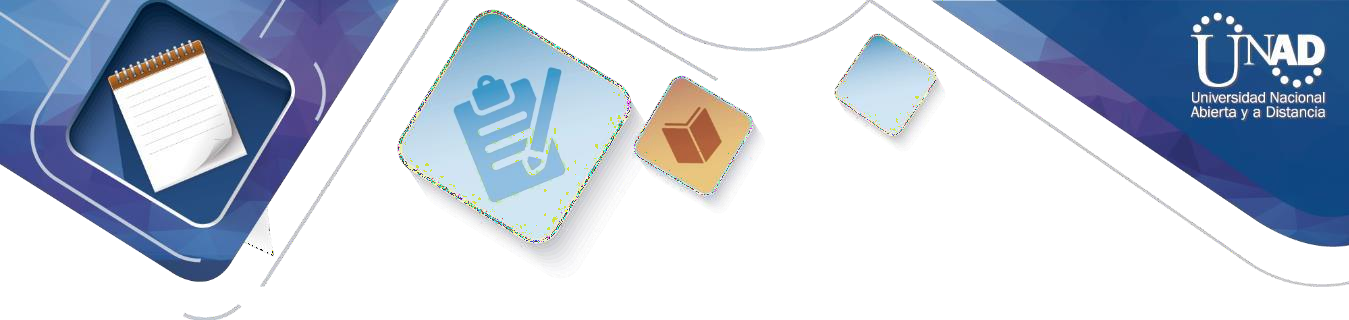 UNAD
Universidad Nacional
Abierta y a Distancia